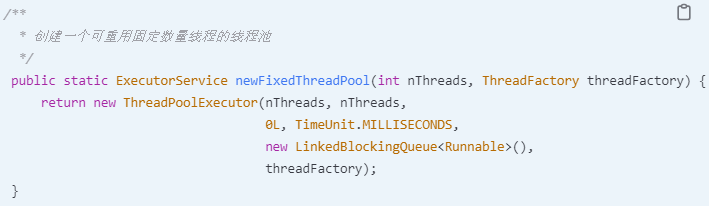 /**
 * 创建一个可重用固定数量线程的线程池
 */
public static ExecutorService newFixedThreadPool(int nThreads, ThreadFactory threadFactory) {
    return new ThreadPoolExecutor(nThreads, nThreads,
                                  0L, TimeUnit.MILLISECONDS,
                                  new LinkedBlockingQueue<Runnable>(),
                                  threadFactory);
}